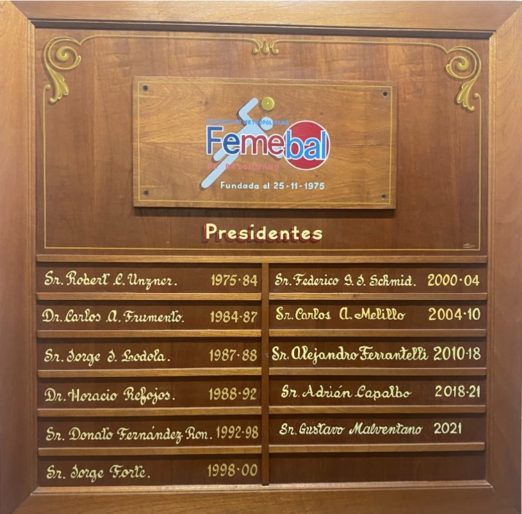 Femebal
Fundada el 25-11-1975
Presidentes
Sr. Robert C. Unzner. 1975-84
Dr. Carlos A. Frumento. 1984-87
Sr. Jorge J. Lodola. 1987-88
Dr. Horacio Refojos. 1988-92
Sr. Donato Fernández Ron. 1992-98
Sr. Jorge Forte. 1998-00
Sr. Federico G. J. Schmid. 2000-04
Sr. Carlos A. Melillo 2004-10
Sr. Alejandro Ferrantelli 2010-18
Sr. Adrián Capalbo 2018-21
Sr. Gustavo Malventano 2021